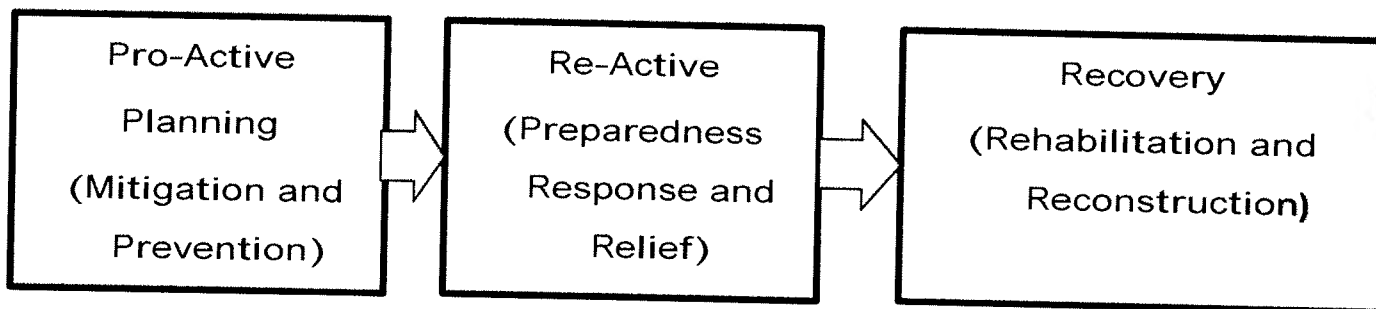 Pro-Active
Planning
(Mitigation and
Prevention)
Re-Active
(Preparedness
Response and
Relief)
Recovery
(Rehabilitation and
Reconstruction)